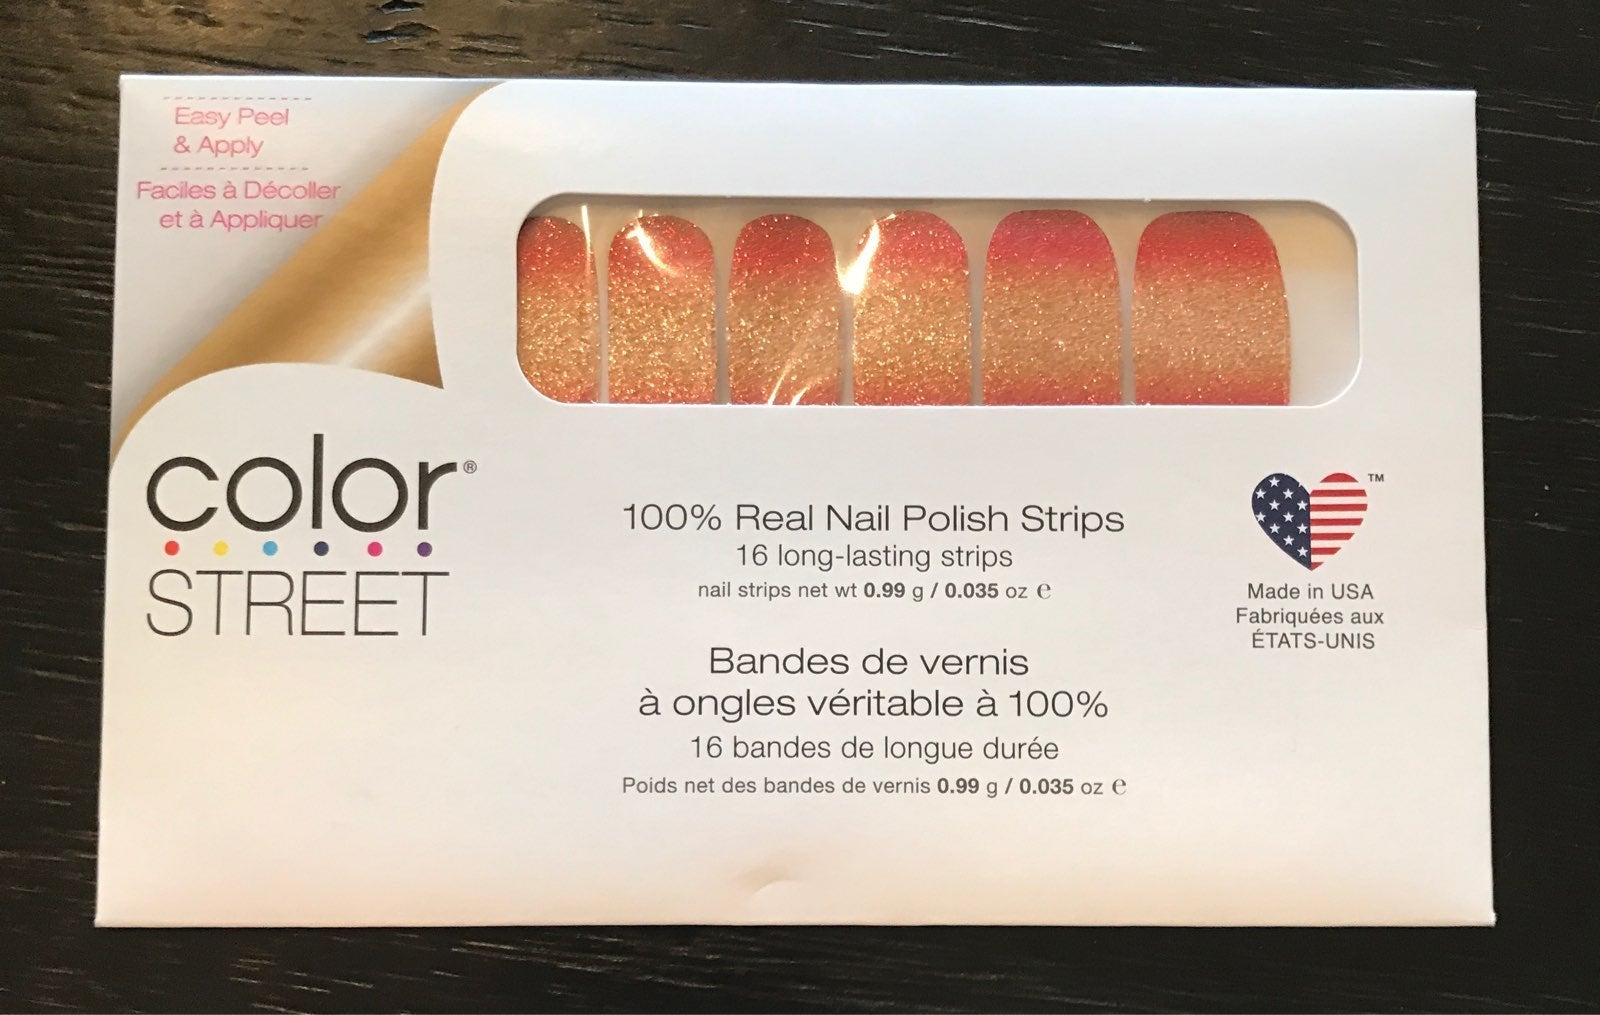 Easy Peel
& Apply
Faciles à Décoller
et à Appliquer
color®
STREET
100% Real Nail Polish Strips
16 long-lasting strips
nail strips net wt 0.99 g / 0.035 oz ℮
Bandes de vernis
à ongles véritable à 100%
16 bandes de longue durée
Poids net des bandes de vernis 0.99 g / 0.035 oz ℮
TM
Made in USA
Fabriquées aux
ÉTATS-UNIS